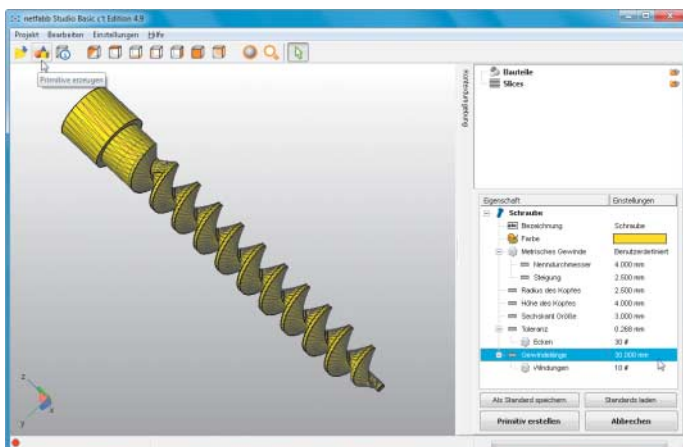 netfabb Studio Basic c't Edition 4.9
Projekt Bearbeiten Einstellungen Hilfe
Primitive erzeugen
Kontextumgebung
Bauteile
Slices
Eigenschaft Einstellungen
Schraube
abc Bezeichnung Schraube
Farbe
Metrisches Gewinde Benutzerdefiniert
Nenndurchmesser 4.000 mm
Steigung 2.500 mm
Radius des Kopfes 2.500 mm
Höhe des Kopfes 4.000 mm
Sechskant Größe 3.000 mm
Toleranz 0.268 mm
Ecken 30 #
Gewindelänge 30.000 mm
Windungen 10 #
Als Standard speichern Standards laden
Primitiv erstellen Abbrechen
z
y
x